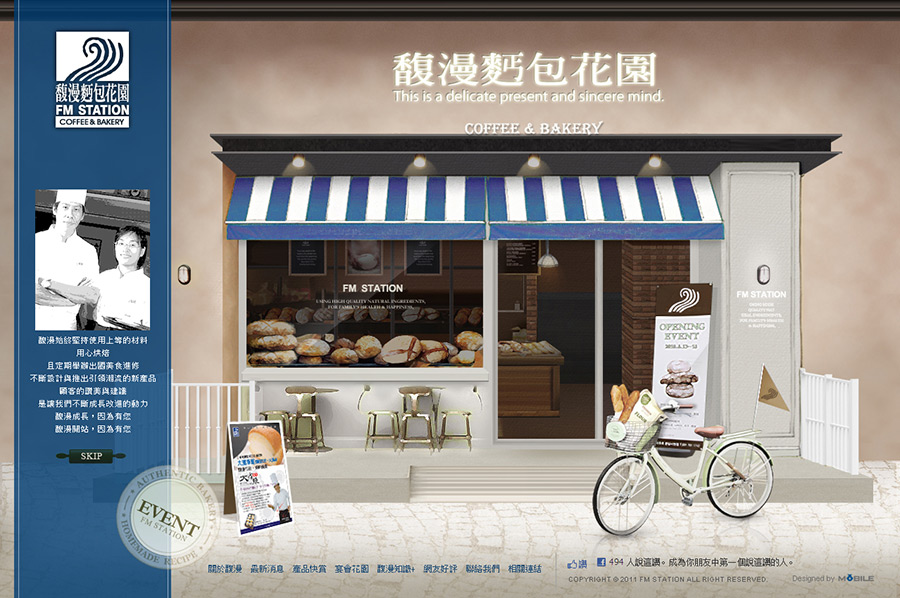 馥漫麪包花園
FM STATION
COFFEE & BAKERY
馥漫始終堅持使用上等的材料
用心烘焙
且定期舉辦出國美食進修
不斷設計與推出引領潮流的新產品
顧客的讚美與建議
是讓我們不斷成長改進的動力
馥漫成長，因為有您
馥漫開站，因為有您
SKIP
AUTHENTIC BAKERY
EVENT
FM STATION
HOMESADE RECIPE
馥漫麪包花園
This is a delicate present and sincere mind.
COFFEE & BAKERY
FM STATION
USING HIGH QUALITY NATURAL INGREDIENTS,
FOR FAMILY'S HEALTH & HAPPINESS.
OPENING
EVENT
FM STATION
關於馥漫 最新消息 產品快賞 宴會花園 馥漫知識+ 網友好評 聯絡我們 相關連結
讚 494 人說這讚。成為你朋友中第一個說這讚的人。
COPYRIGHT © 2011 FM STATION ALL RIGHT RESERVED.
Designed by MOBILE